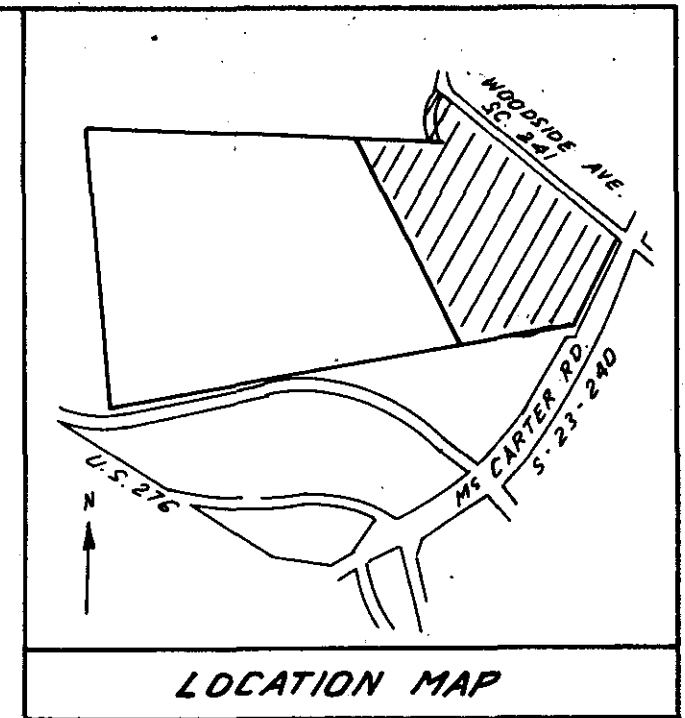 WOODSIDE AVE.
SC. 241
Mc CARTER RD.
S-23-240
U.S. 276
N
LOCATION MAP